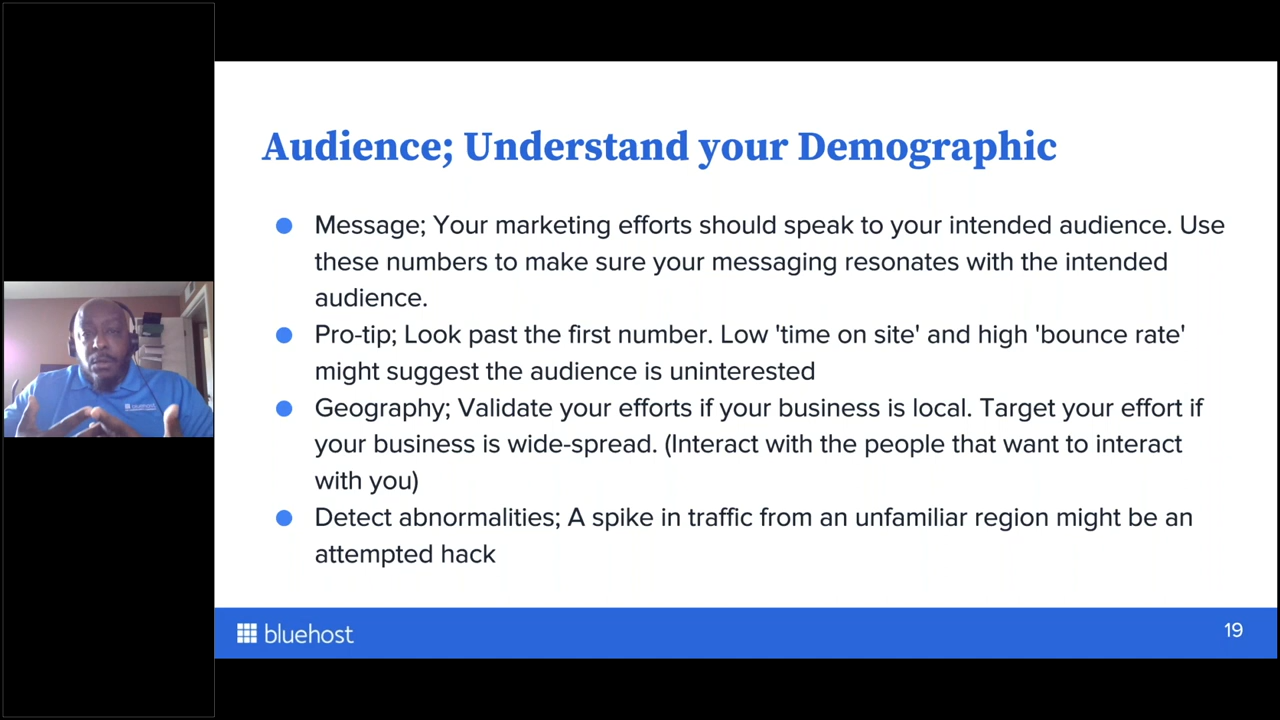 Audience; Understand your Demographic
Message; Your marketing efforts should speak to your intended audience. Use
these numbers to make sure your messaging resonates with the intended
audience.
Pro-tip; Look past the first number. Low 'time on site' and high 'bounce rate'
might suggest the audience is uninterested
Geography; Validate your efforts if your business is local. Target your effort if
your business is wide-spread. (Interact with the people that want to interact
with you)
Detect abnormalities; A spike in traffic from an unfamiliar region might be an
attempted hack
bluehost
bluehost
19